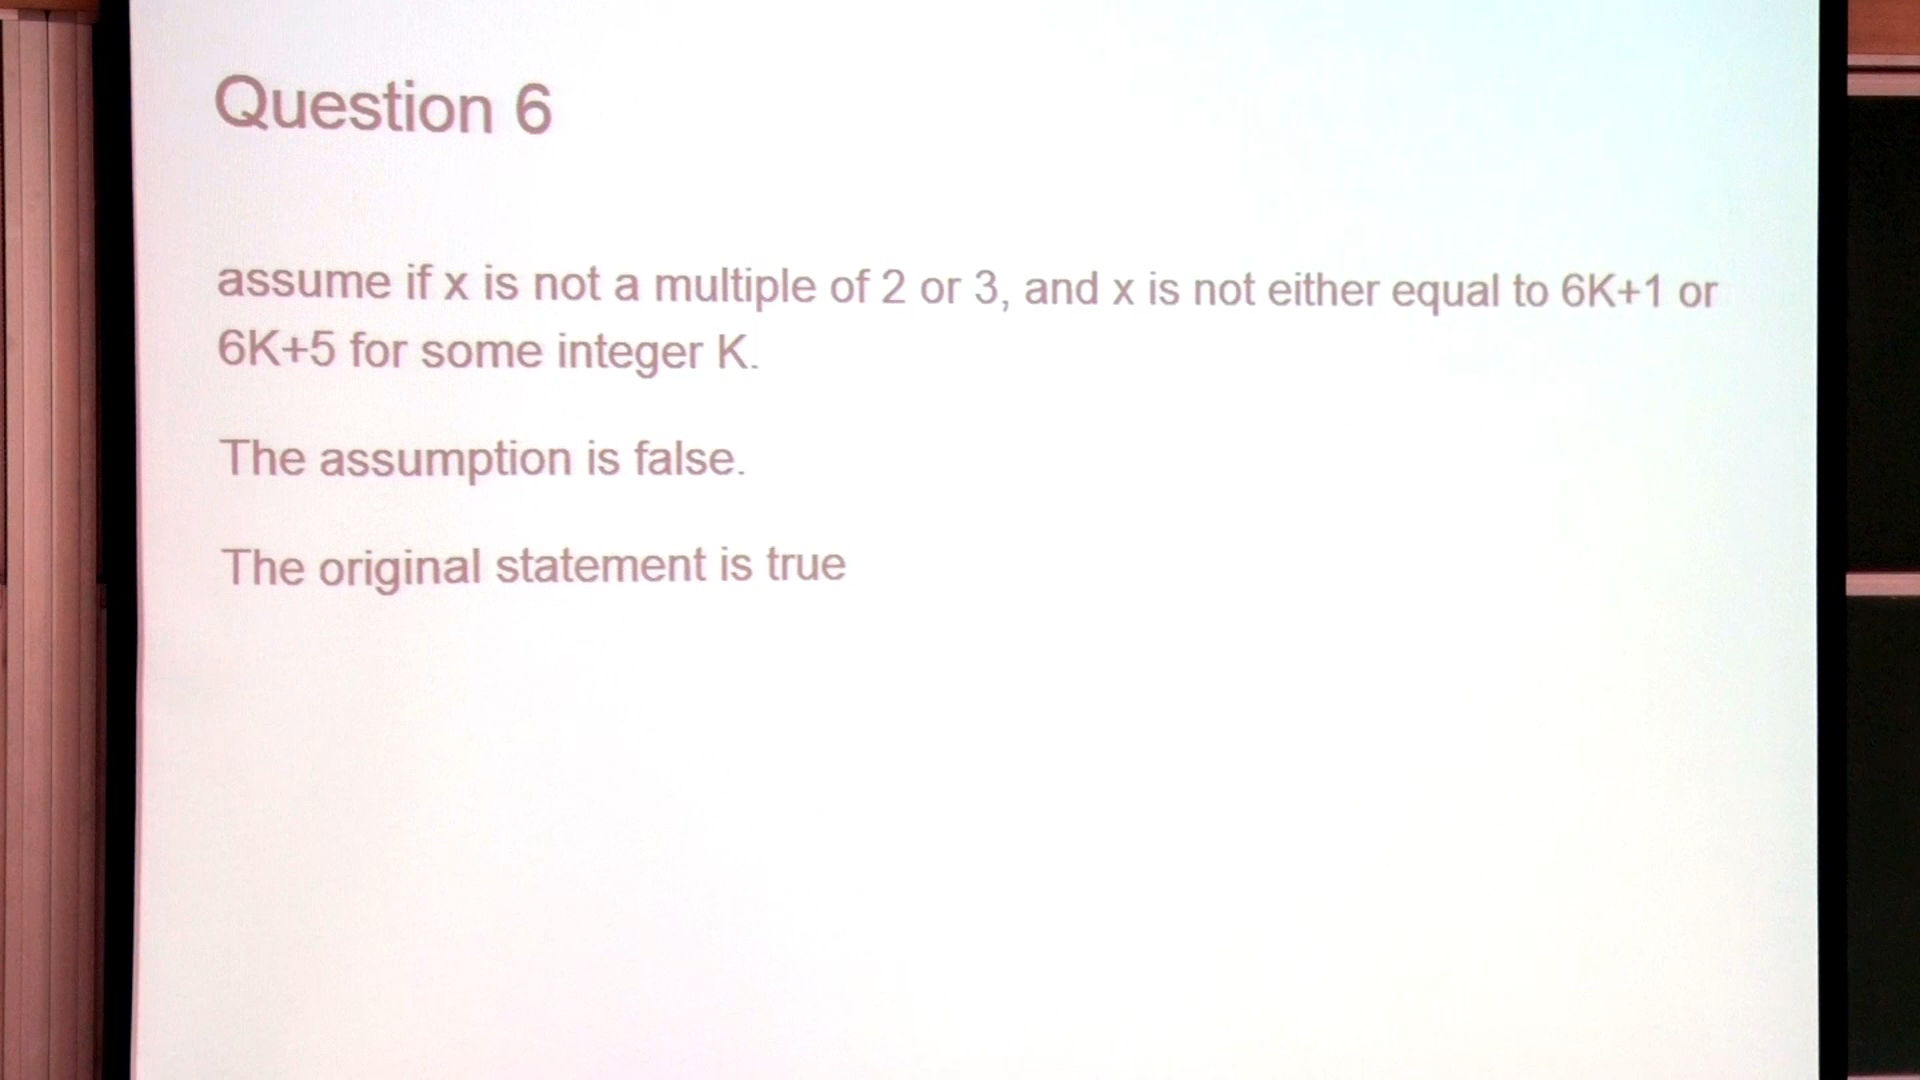 Question 6
assume if x is not a multiple of 2 or 3, and x is not either equal to 6K+1 or
6K+5 for some integer K.
The assumption is false.
The original statement is true